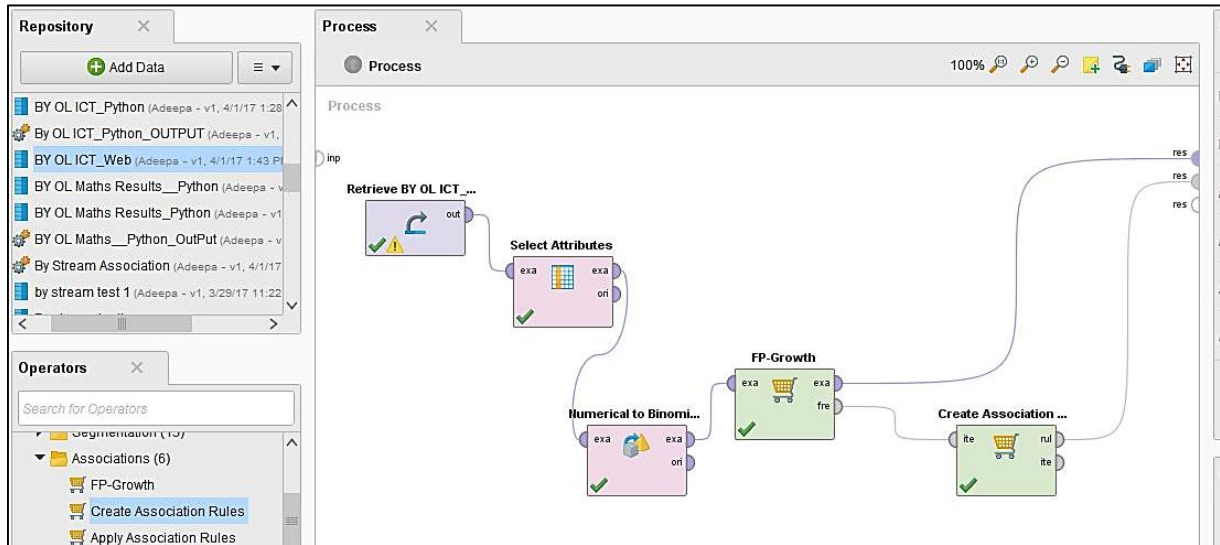 Repository
Add Data
BY OL ICT_Python (Adeepa - v1, 4/1/17 1:28
By OL ICT_Python_OUTPUT (Adeepa - v1,
BY OL ICT_Web (Adeepa - v1, 4/1/17 1:43 P
BY OL Maths Results__Python (Adeepa - v
BY OL Maths Results_Python (Adeepa - v1
BY OL Maths__Python_OutPut (Adeepa - v
By Stream Association (Adeepa - v1, 4/1/17
by stream test 1 (Adeepa - v1, 3/29/17 11:22
Operators
Search for Operators
Segmentation (13)
Associations (6)
FP-Growth
Create Association Rules
Apply Association Rules
Process
Process
100%
Process
inp
res
res
res
Retrieve BY OL ICT_...
out
Select Attributes
exa
exa
ori
Numerical to Binomi...
exa
exa
ori
FP-Growth
exa
exa
fre
Create Association ...
ite
rul
ite